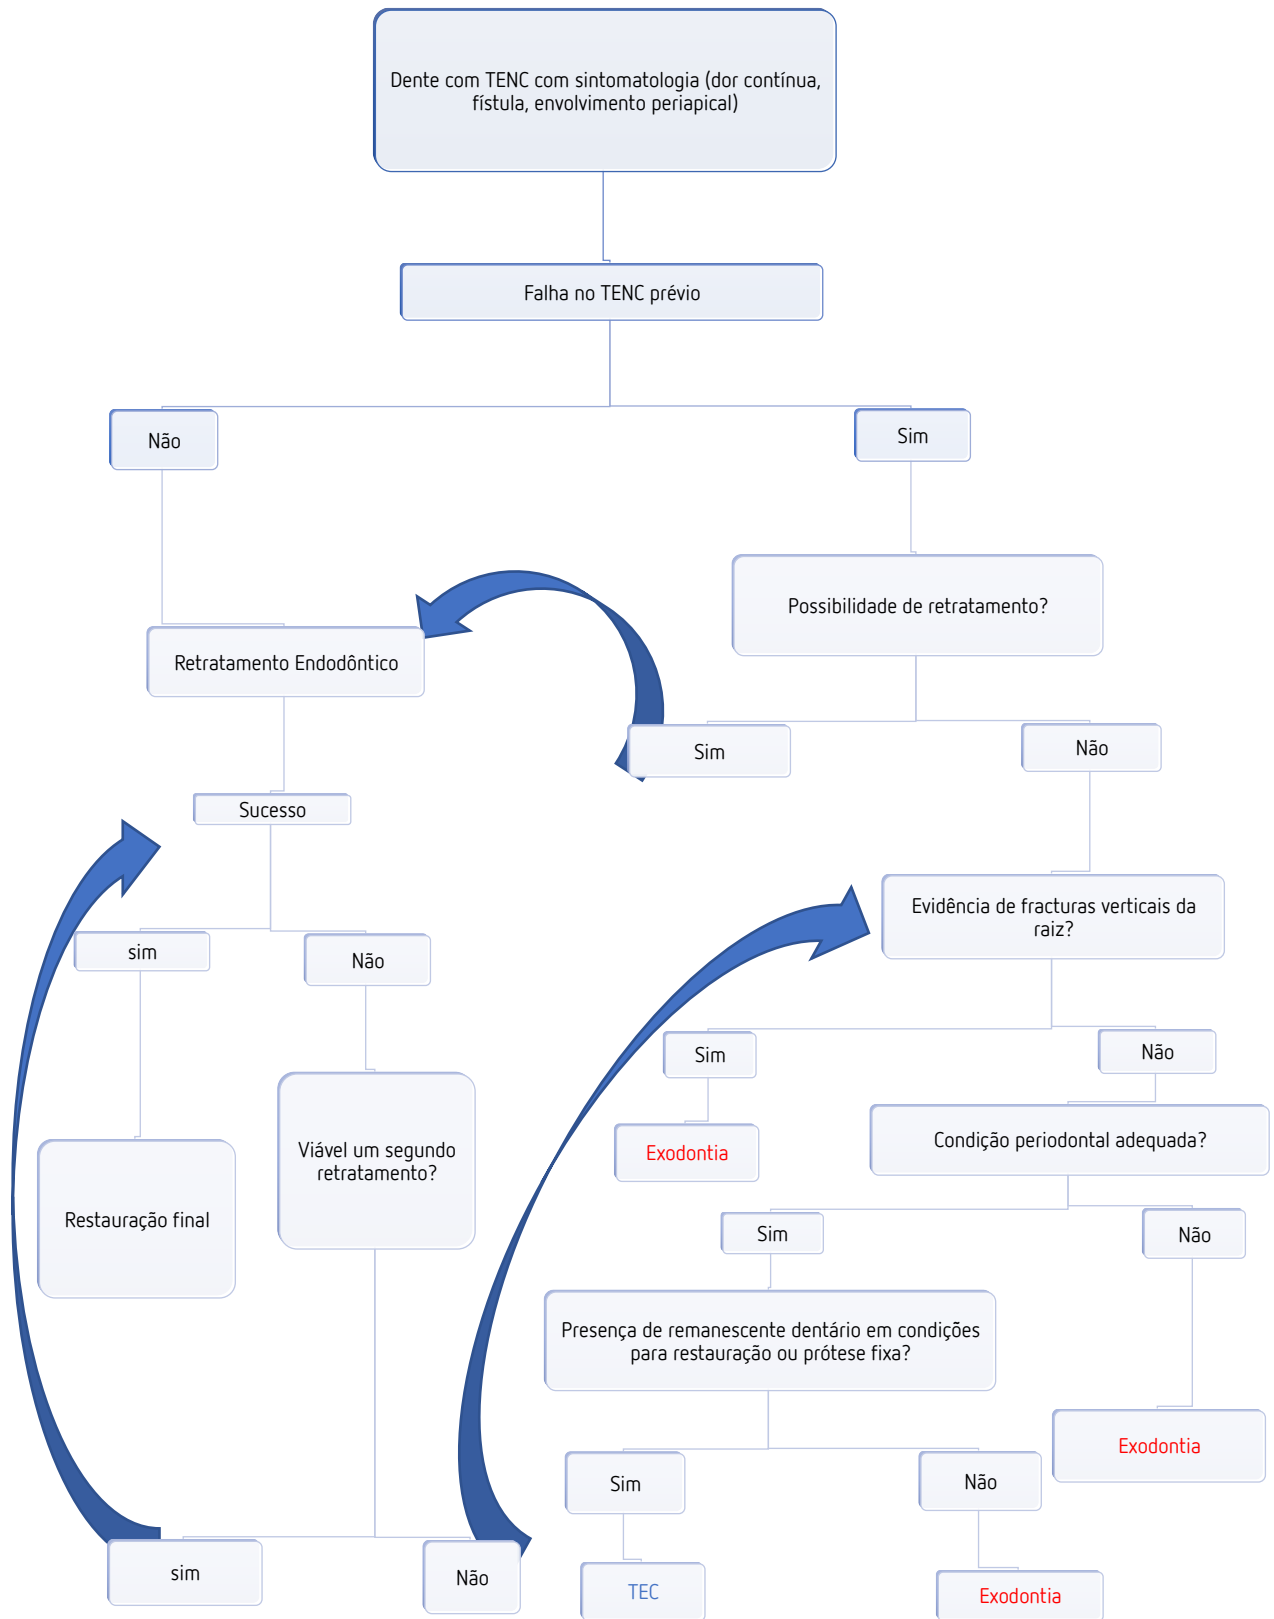 Dente com TENC com sintomatologia (dor contínua,
fístula, envolvimento periapical)
Falha no TENC prévio
Não
Sim
Possibilidade de retratamento?
Retratamento Endodôntico
Sim
Não
Sucesso
Evidência de fracturas verticais da
raiz?
sim
Não
Sim
Não
Viável um segundo
retratamento?
Exodontia
Condição periodontal adequada?
Restauração final
Sim
Não
Presença de remanescente dentário em condições
para restauração ou prótese fixa?
Exodontia
Sim
Não
sim
Não
TEC
Exodontia